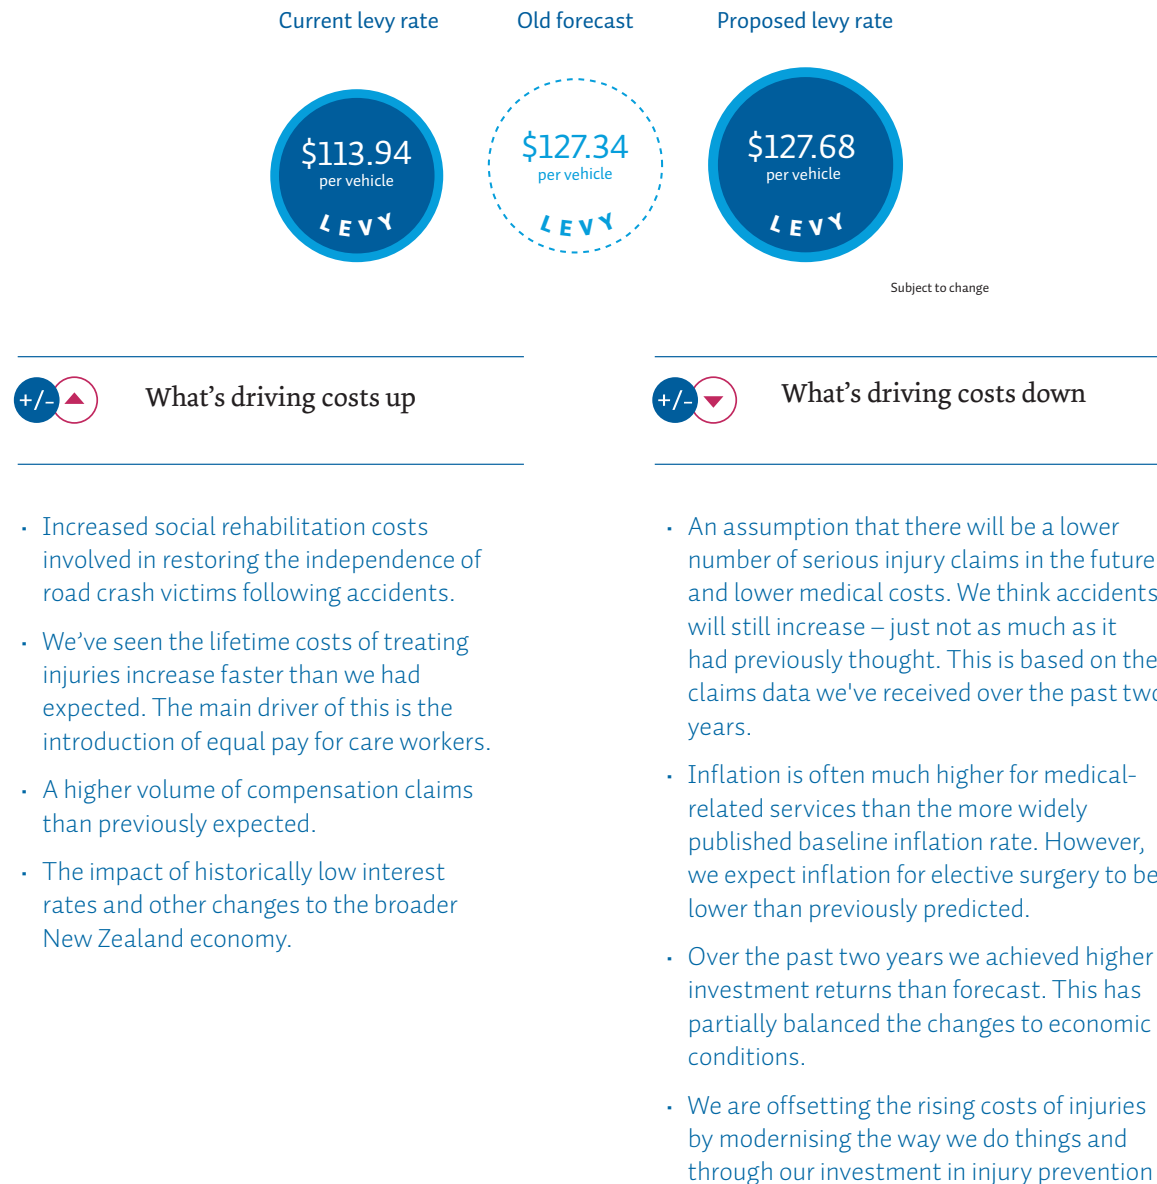 Current levy rate
Old forecast
Proposed levy rate
$113.94
per vehicle
LEVY
$127.34
per vehicle
LEVY
$127.68
per vehicle
LEVY
Subject to change
+/-
What's driving costs up
• Increased social rehabilitation costs
involved in restoring the independence of
road crash victims following accidents.
• We've seen the lifetime costs of treating
injuries increase faster than we had
expected. The main driver of this is the
introduction of equal pay for care workers.
• A higher volume of compensation claims
than previously expected.
• The impact of historically low interest
rates and other changes to the broader
New Zealand economy.
+/-
What's driving costs down
• An assumption that there will be a lower
number of serious injury claims in the future
and lower medical costs. We think accidents
will still increase – just not as much as it
had previously thought. This is based on the
claims data we've received over the past two
years.
• Inflation is often much higher for medical-
related services than the more widely
published baseline inflation rate. However,
we expect inflation for elective surgery to be
lower than previously predicted.
• Over the past two years we achieved higher
investment returns than forecast. This has
partially balanced the changes to economic
conditions.
• We are offsetting the rising costs of injuries
by modernising the way we do things and
through our investment in injury prevention